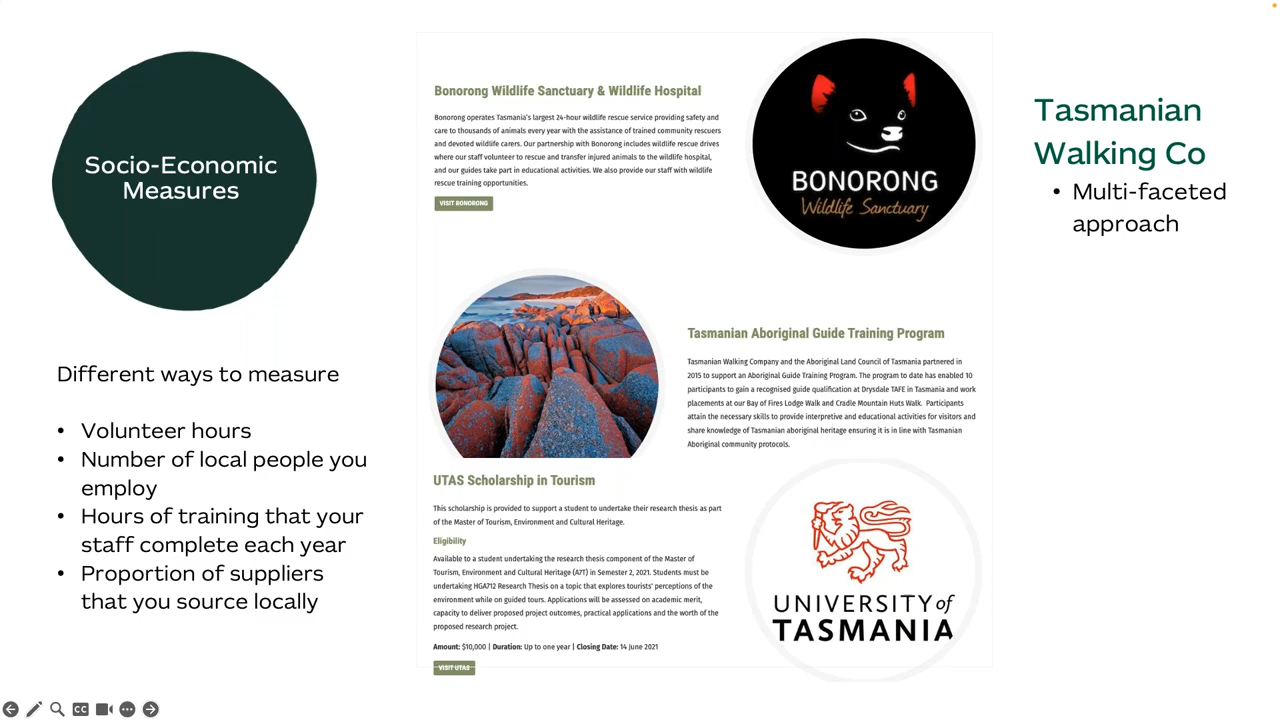 Socio-Economic
Measures
Different ways to measure
• Volunteer hours
• Number of local people you
employ
• Hours of training that your
staff complete each year
• Proportion of suppliers
that you source locally
Bonorong Wildlife Sanctuary & Wildlife Hospital
Bonorong operates Tasmania's largest 24-hour wildlife rescue service providing safety and
care to thousands of animals every year with the assistance of trained community rescuers
and devoted wildlife carers. Our partnership with Bonorong includes wildlife rescue drives
where our staff volunteer to rescue and transfer injured animals to the wildlife hospital,
and our guides take part in educational activities. We also provide our staff with wildlife
rescue training opportunities.
VISIT BONORONG
BONORONG
Wildlife Sanctuary
Tasmanian Aboriginal Guide Training Program
Tasmanian Walking Company and the Aboriginal Land Council of Tasmania partnered in
2015 to support an Aboriginal Guide Training Program. The program to date has enabled 10
participants to gain a recognised guide qualification at Drysdale TAFE in Tasmania and work
placements at our Bay of Fires Lodge Walk and Cradle Mountain Huts Walk. Participants
attain the necessary skills to provide interpretive and educational activities for visitors and
share knowledge of Tasmanian aboriginal heritage ensuring it is in line with Tasmanian
Aboriginal community protocols.
UTAS Scholarship in Tourism
This scholarship is provided to support a student to undertake their research thesis as part
of the Master of Tourism, Environment and Cultural Heritage.
Eligibility
Available to a student undertaking the research thesis component of the Master of
Tourism, Environment and Cultural Heritage (A7T) in Semester 2, 2021. Students must be
undertaking HGA712 Research Thesis on a topic that explores tourists' perceptions of the
environment while on guided tours. Applications will be assessed on academic merit,
capacity to deliver proposed project outcomes, practical applications and the worth of the
proposed research project.
Amount: $10,000 | Duration: Up to one year | Closing Date: 14 June 2021
VISIT UTAS
UNIVERSITY of
TASMANIA
Tasmanian
Walking Co
• Multi-faceted
approach
CC